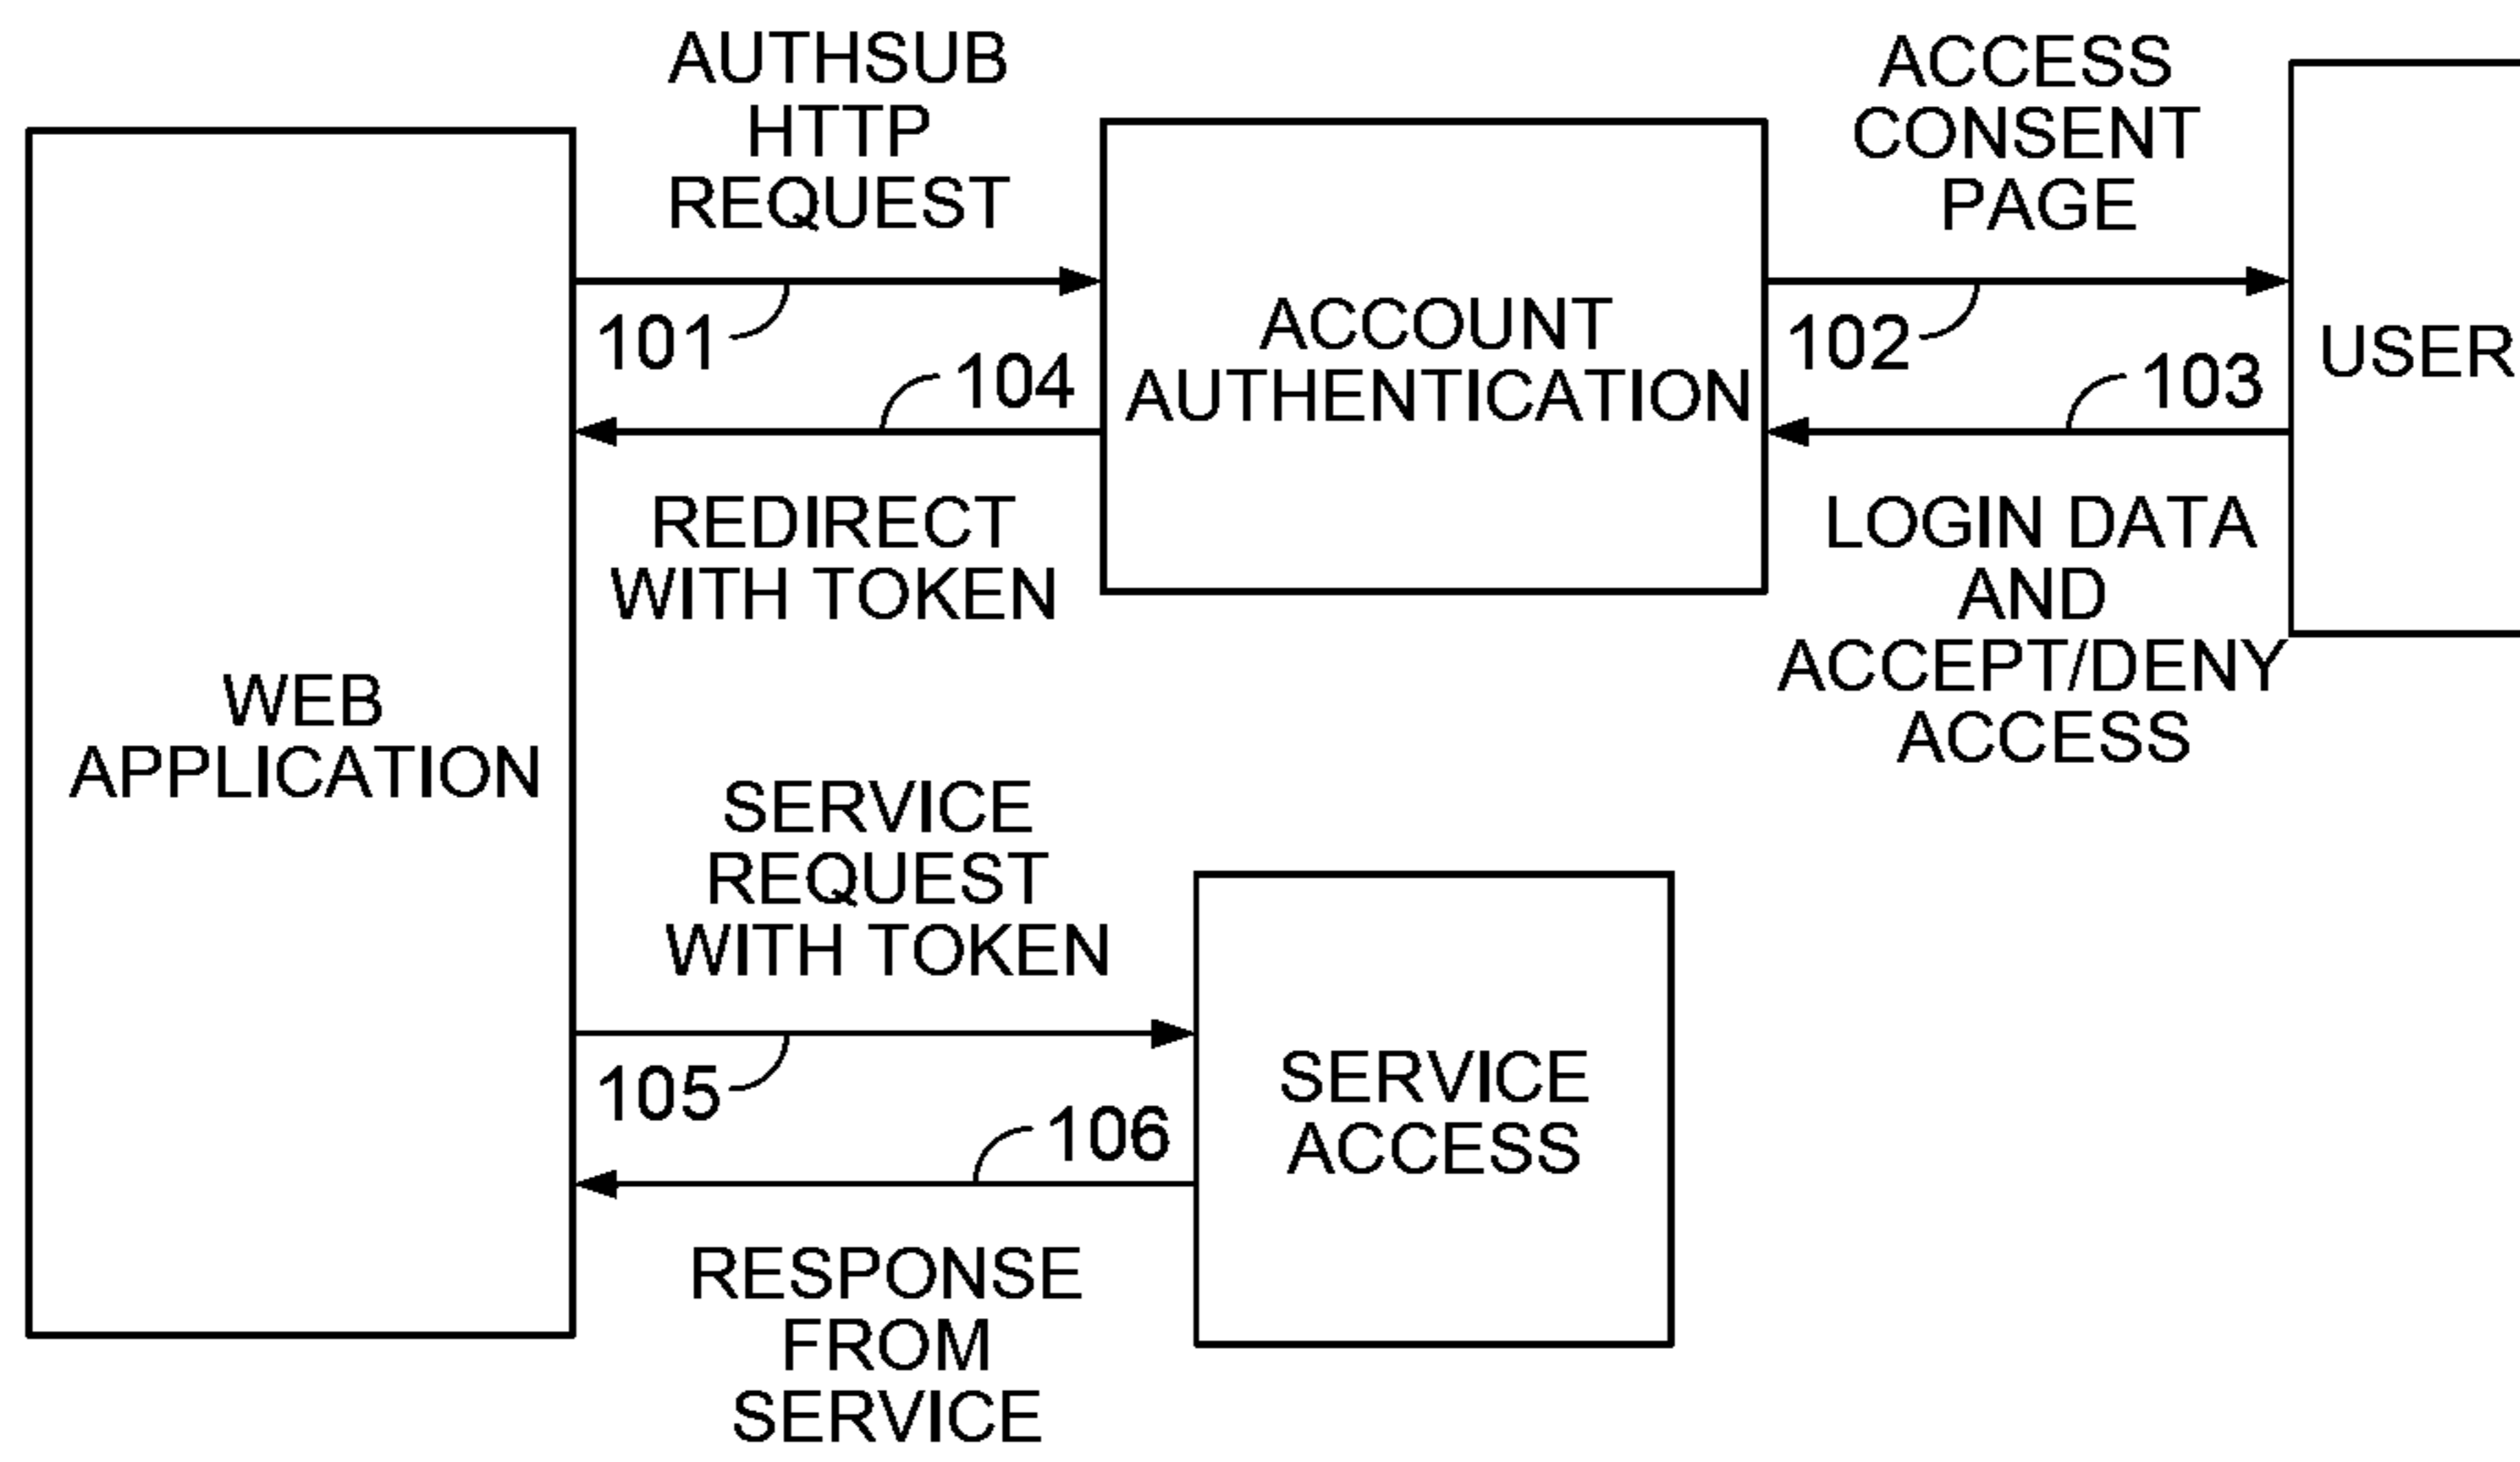 AUTHSUB
HTTP
REQUEST
ACCESS
CONSENT
PAGE
101
104
ACCOUNT
AUTHENTICATION
102
103
USER
REDIRECT
WITH TOKEN
LOGIN DATA
AND
ACCEPT/DENY
ACCESS
WEB
APPLICATION
SERVICE
REQUEST
WITH TOKEN
105
106
SERVICE
ACCESS
RESPONSE
FROM
SERVICE